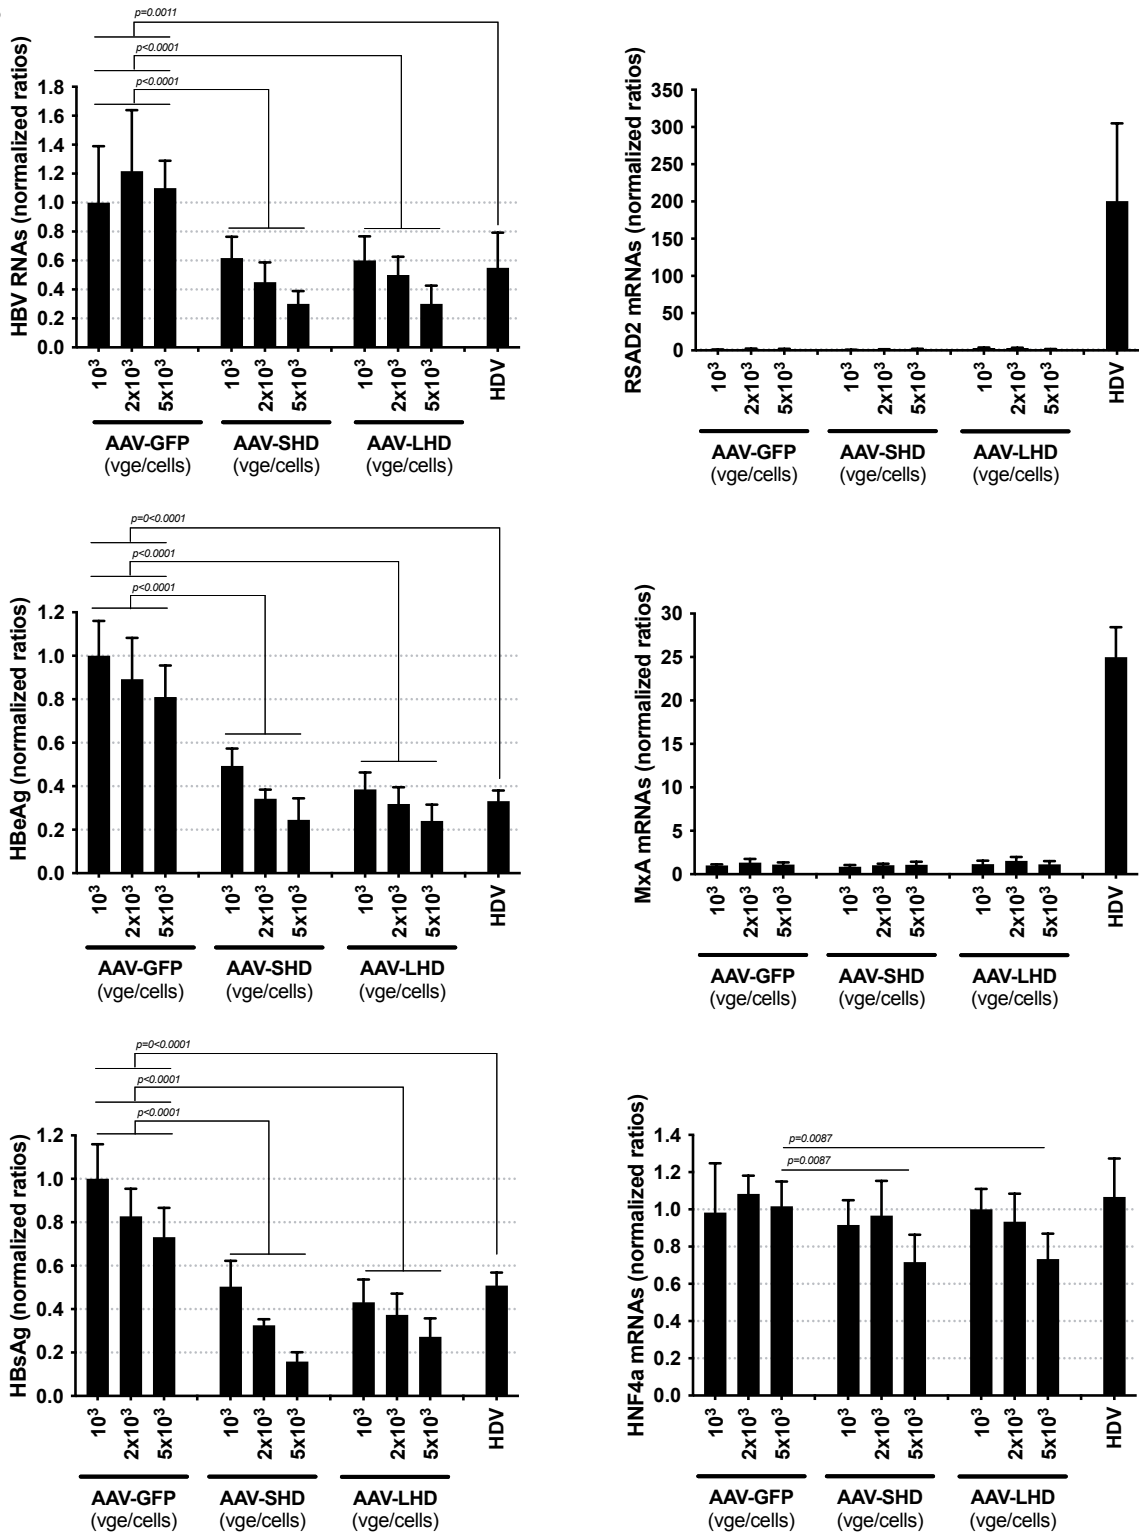 p=0.0011
p<0.0001
p<0.0001
HBV RNAs (normalized ratios)
1.8
1.6
1.4
1.2
1.0
0.8
0.6
0.4
0.2
0.0
10³ 2x10³ 5x10³ 10³ 2x10³ 5x10³ 10³ 2x10³ 5x10³ HDV
AAV-GFP AAV-SHD AAV-LHD
(vge/cells) (vge/cells) (vge/cells)
RSAD2 mRNAs (normalized ratios)
350
300
250
200
150
100
50
0
10³ 2x10³ 5x10³ 10³ 2x10³ 5x10³ 10³ 2x10³ 5x10³ HDV
AAV-GFP AAV-SHD AAV-LHD
(vge/cells) (vge/cells) (vge/cells)
p=0<0.0001
p<0.0001
p<0.0001
HBeAg (normalized ratios)
1.2
1.0
0.8
0.6
0.4
0.2
0.0
10³ 2x10³ 5x10³ 10³ 2x10³ 5x10³ 10³ 2x10³ 5x10³ HDV
AAV-GFP AAV-SHD AAV-LHD
(vge/cells) (vge/cells) (vge/cells)
MxA mRNAs (normalized ratios)
30
25
20
15
10
5
0
10³ 2x10³ 5x10³ 10³ 2x10³ 5x10³ 10³ 2x10³ 5x10³ HDV
AAV-GFP AAV-SHD AAV-LHD
(vge/cells) (vge/cells) (vge/cells)
p=0<0.0001
p<0.0001
p<0.0001
HBsAg (normalized ratios)
1.2
1.0
0.8
0.6
0.4
0.2
0.0
10³ 2x10³ 5x10³ 10³ 2x10³ 5x10³ 10³ 2x10³ 5x10³ HDV
AAV-GFP AAV-SHD AAV-LHD
(vge/cells) (vge/cells) (vge/cells)
p=0.0087
p=0.0087
HNF4a mRNAs (normalized ratios)
1.4
1.2
1.0
0.8
0.6
0.4
0.2
0.0
10³ 2x10³ 5x10³ 10³ 2x10³ 5x10³ 10³ 2x10³ 5x10³ HDV
AAV-GFP AAV-SHD AAV-LHD
(vge/cells) (vge/cells) (vge/cells)